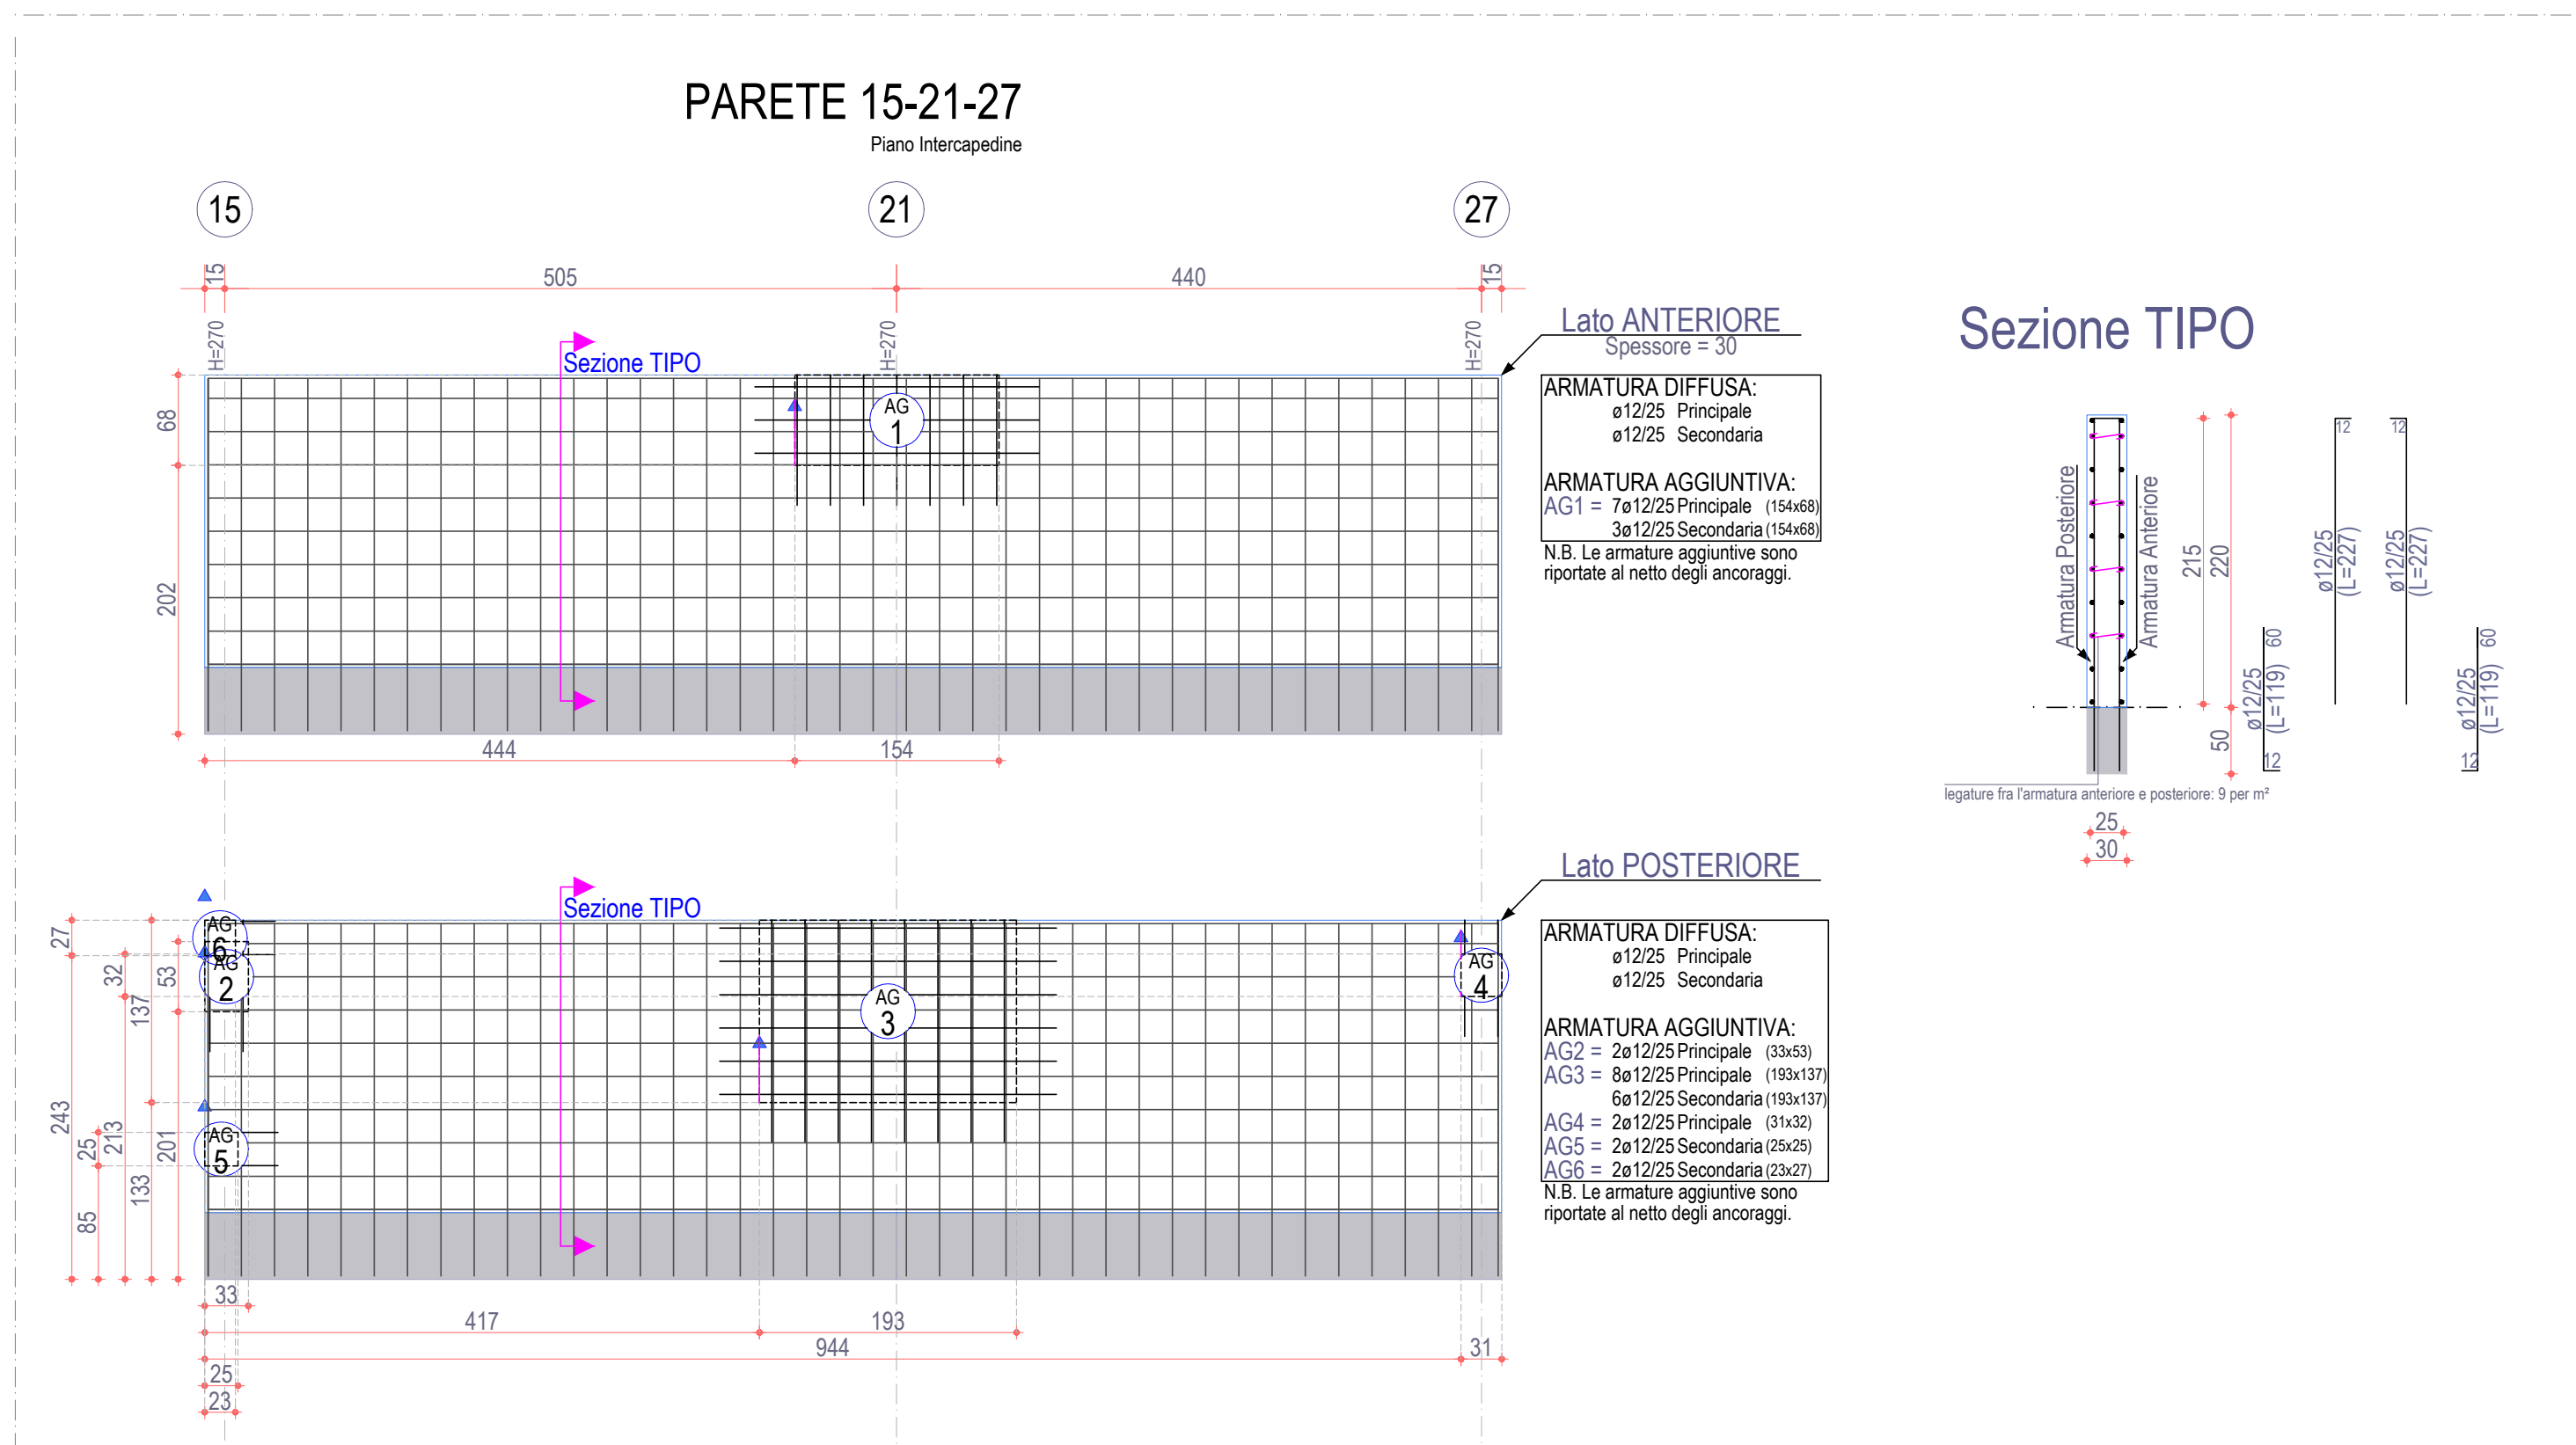 PARETE 15-21-27
Piano Intercapedine
15
21
27
15
505
440
15
H=270
H=270
H=270
Sezione TIPO
68
202
AG
1
444
154
Lato ANTERIORE
Spessore = 30
ARMATURA DIFFUSA:
ø12/25 Principale
ø12/25 Secondaria
ARMATURA AGGIUNTIVA:
AG1 = 7ø12/25 Principale (154x68)
3ø12/25 Secondaria (154x68)
N.B. Le armature aggiuntive sono
riportate al netto degli ancoraggi.
Sezione TIPO
Armatura Posteriore
Armatura Anteriore
215
220
50
12
12
ø12/25
(L=227)
ø12/25
(L=227)
60
ø12/25
(L=119)
12
60
ø12/25
(L=119)
12
legature fra l'armatura anteriore e posteriore: 9 per m²
25
30
Sezione TIPO
AG
6
AG
2
AG
3
AG
4
AG
5
27
32
53
137
243
25
213
201
133
85
33
417
193
944
31
25
23
Lato POSTERIORE
ARMATURA DIFFUSA:
ø12/25 Principale
ø12/25 Secondaria
ARMATURA AGGIUNTIVA:
AG2 = 2ø12/25 Principale (33x53)
AG3 = 8ø12/25 Principale (193x137)
6ø12/25 Secondaria (193x137)
AG4 = 2ø12/25 Principale (31x32)
AG5 = 2ø12/25 Secondaria (25x25)
AG6 = 2ø12/25 Secondaria (23x27)
N.B. Le armature aggiuntive sono
riportate al netto degli ancoraggi.